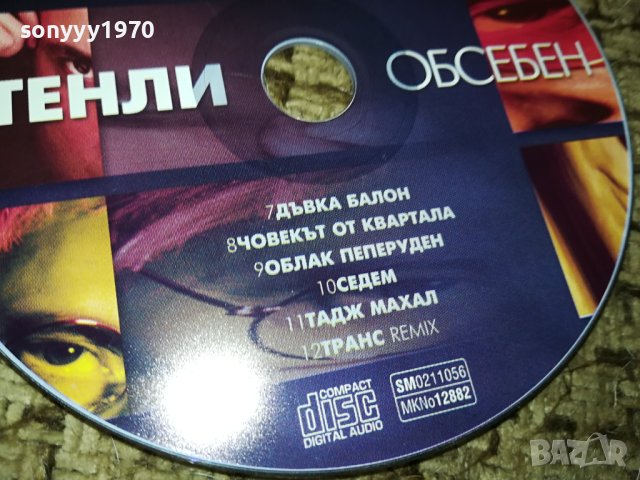 sonyyy1970
ТЕНЛИ
ОБСЕБЕН
7ДЪВКА БАЛОН
8ЧОВЕКЪТ ОТ КВАРТАЛА
9ОБЛАК ПЕПЕРУДЕН
10СЕДЕМ
11ТАДЖ МАХАЛ
12ТРАНС REMIX
COMPACT
disc
DIGITAL AUDIO
SM0211056
MKNo12882
BAZAR